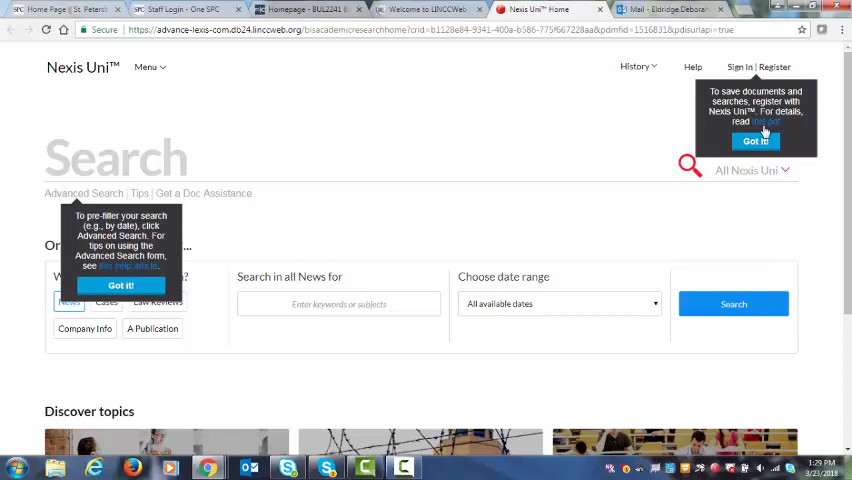 Home Page || St. Petersb
Staff Login - One SPC
Homepage - BUL2241 B
Welcome to LINCCWeb
Nexis Uni™ Home
Mail - Eldridge.Deborah
Secure
https://advance-lexis-com.db24.linccweb.org/bisacademicresearchhome?crid=b1128e84-9341-400a-b586-775f667228aa&pdmfid=1516831&pdisurlapi=true
Nexis Uni™
Menu
History
Help
Sign In | Register
To save documents and
searches, register with
Nexis Uni™. For details,
read this pdf
Got it!
Search
All Nexis Uni
Advanced Search | Tips | Get a Doc Assistance
To pre-filter your search
(e.g., by date), click
Advanced Search. For
tips on using the
Advanced Search form,
see this help article.
Got it!
Search in all News for
Choose date range
News
Cases
Law Reviews
Enter keywords or subjects
All available dates
Search
Company Info
A Publication
Discover topics
1:29 PM
3/23/2018